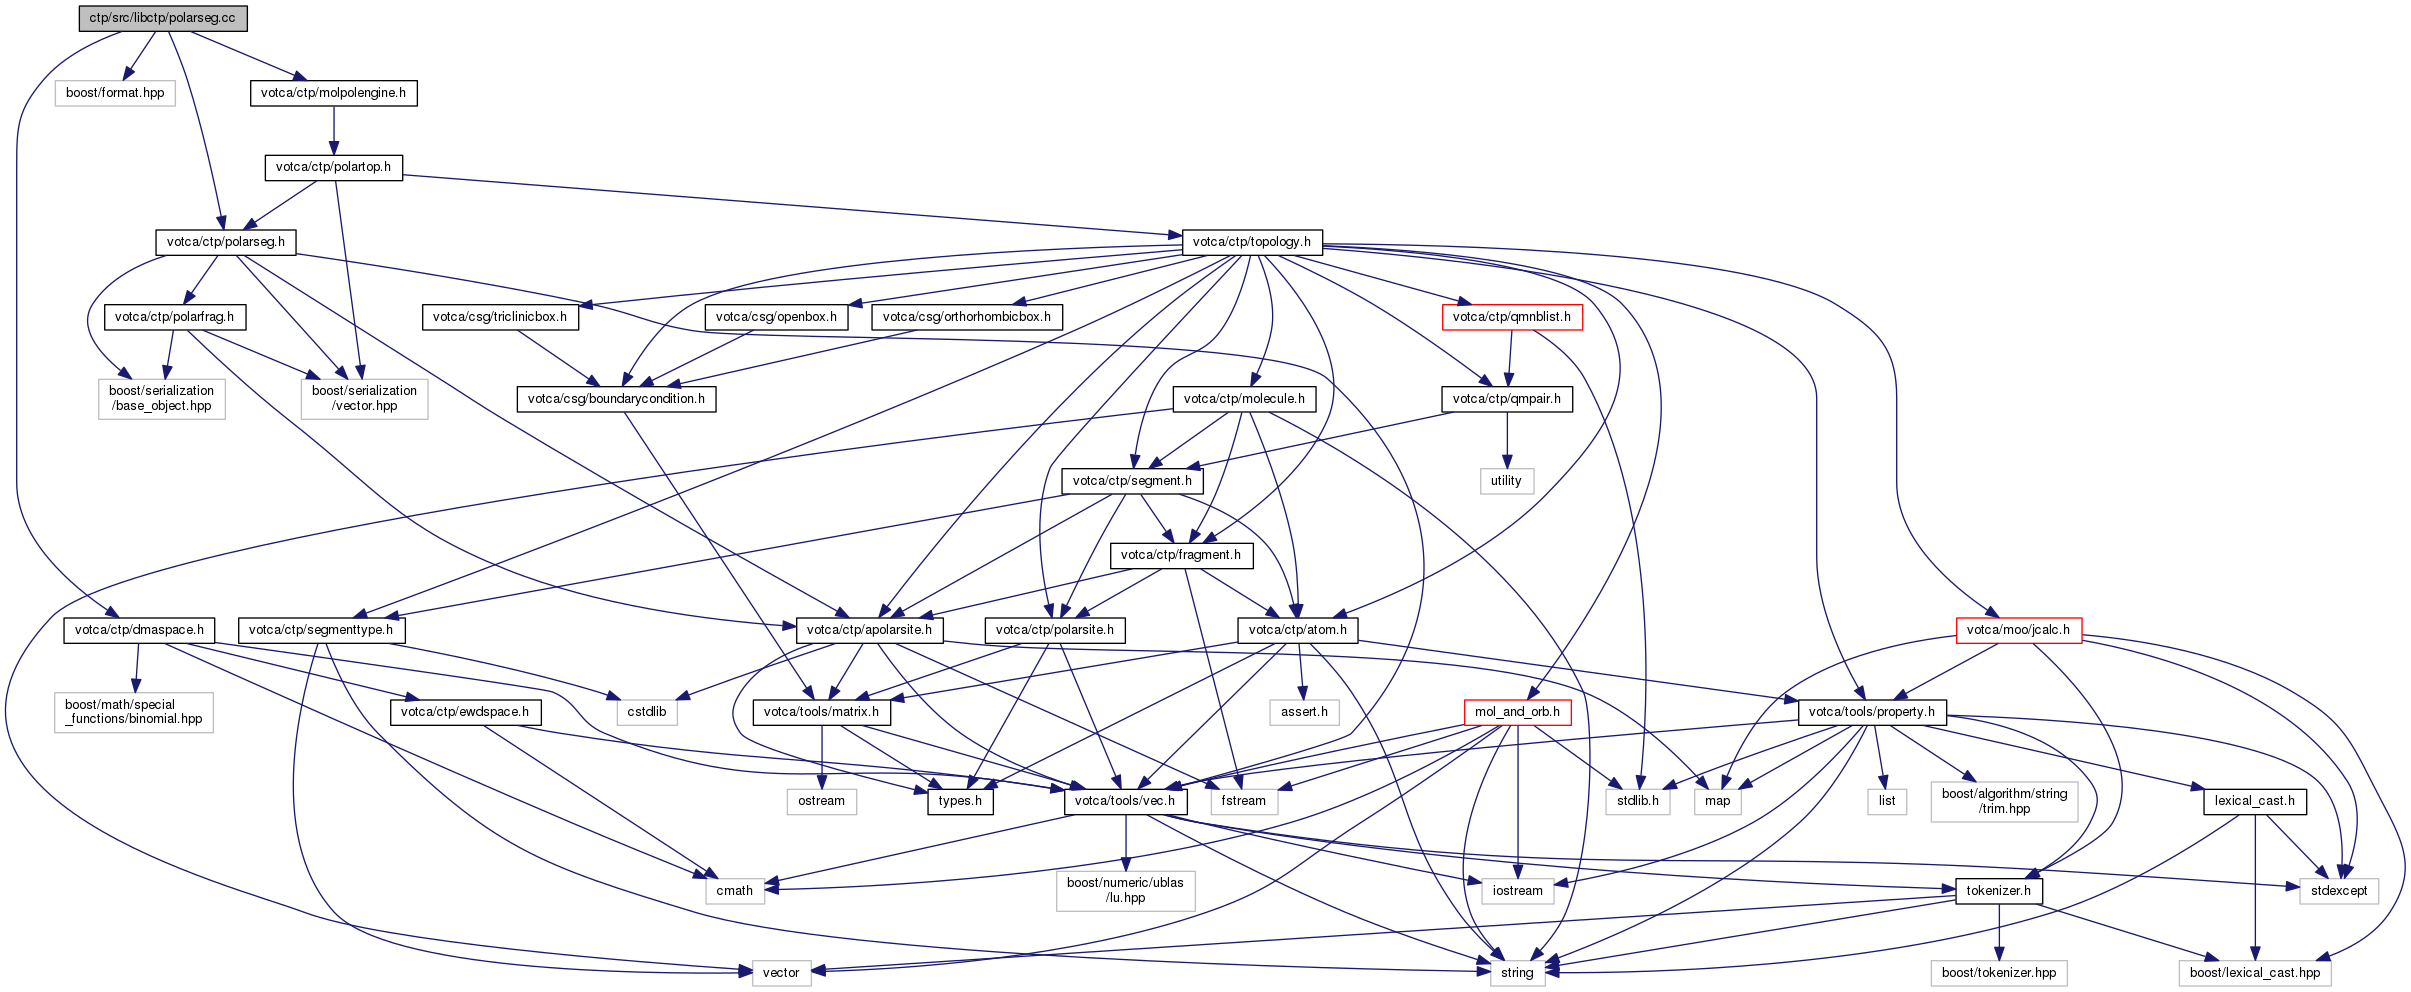 ctp/src/libctp/polarseg.cc
boost/format.hpp
votca/ctp/molpolengine.h
votca/ctp/polartop.h
votca/ctp/polarseg.h
votca/ctp/topology.h
votca/ctp/polarfrag.h
votca/csg/triclinicbox.h
votca/csg/openbox.h
votca/csg/orthorhombicbox.h
votca/ctp/qmnblist.h
boost/serialization
/base_object.hpp
boost/serialization
/vector.hpp
votca/csg/boundarycondition.h
votca/ctp/molecule.h
votca/ctp/qmpair.h
votca/ctp/segment.h
utility
votca/ctp/fragment.h
votca/ctp/dmaspace.h
votca/ctp/segmenttype.h
votca/ctp/apolarsite.h
votca/ctp/polarsite.h
votca/ctp/atom.h
votca/moo/jcalc.h
boost/math/special
_functions/binomial.hpp
votca/ctp/ewdspace.h
cstdlib
votca/tools/matrix.h
assert.h
mol_and_orb.h
votca/tools/property.h
ostream
types.h
votca/tools/vec.h
fstream
stdlib.h
map
list
boost/algorithm/string
/trim.hpp
lexical_cast.h
cmath
boost/numeric/ublas
/lu.hpp
iostream
tokenizer.h
stdexcept
vector
string
boost/tokenizer.hpp
boost/lexical_cast.hpp